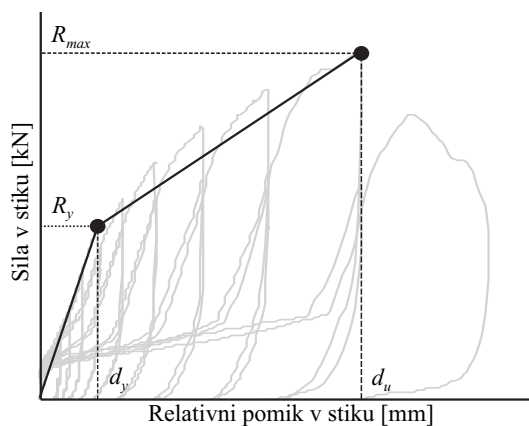 R_max
R_y
Sila v stiku [kN]
d_y
d_u
Relativni pomik v stiku [mm]